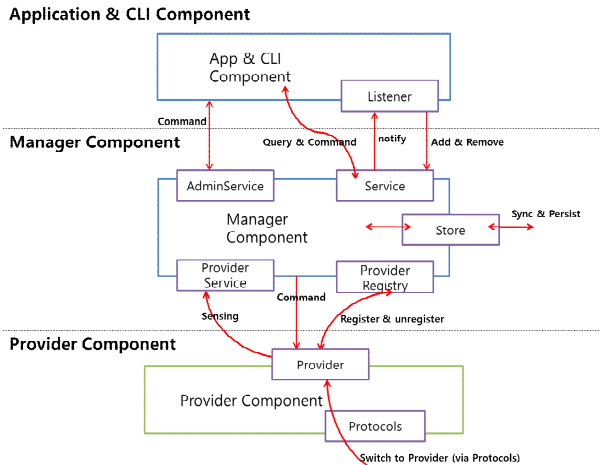 Application & CLI Component
App & CLI
Component
Listener
Command
Query & Command
notify
Add & Remove
Manager Component
AdminService
Service
Manager
Component
Store
Sync & Persist
Provider
Service
Provider
Registry
Command
Sensing
Register & unregister
Provider Component
Provider
Provider Component
Protocols
Switch to Provider (via Protocols)